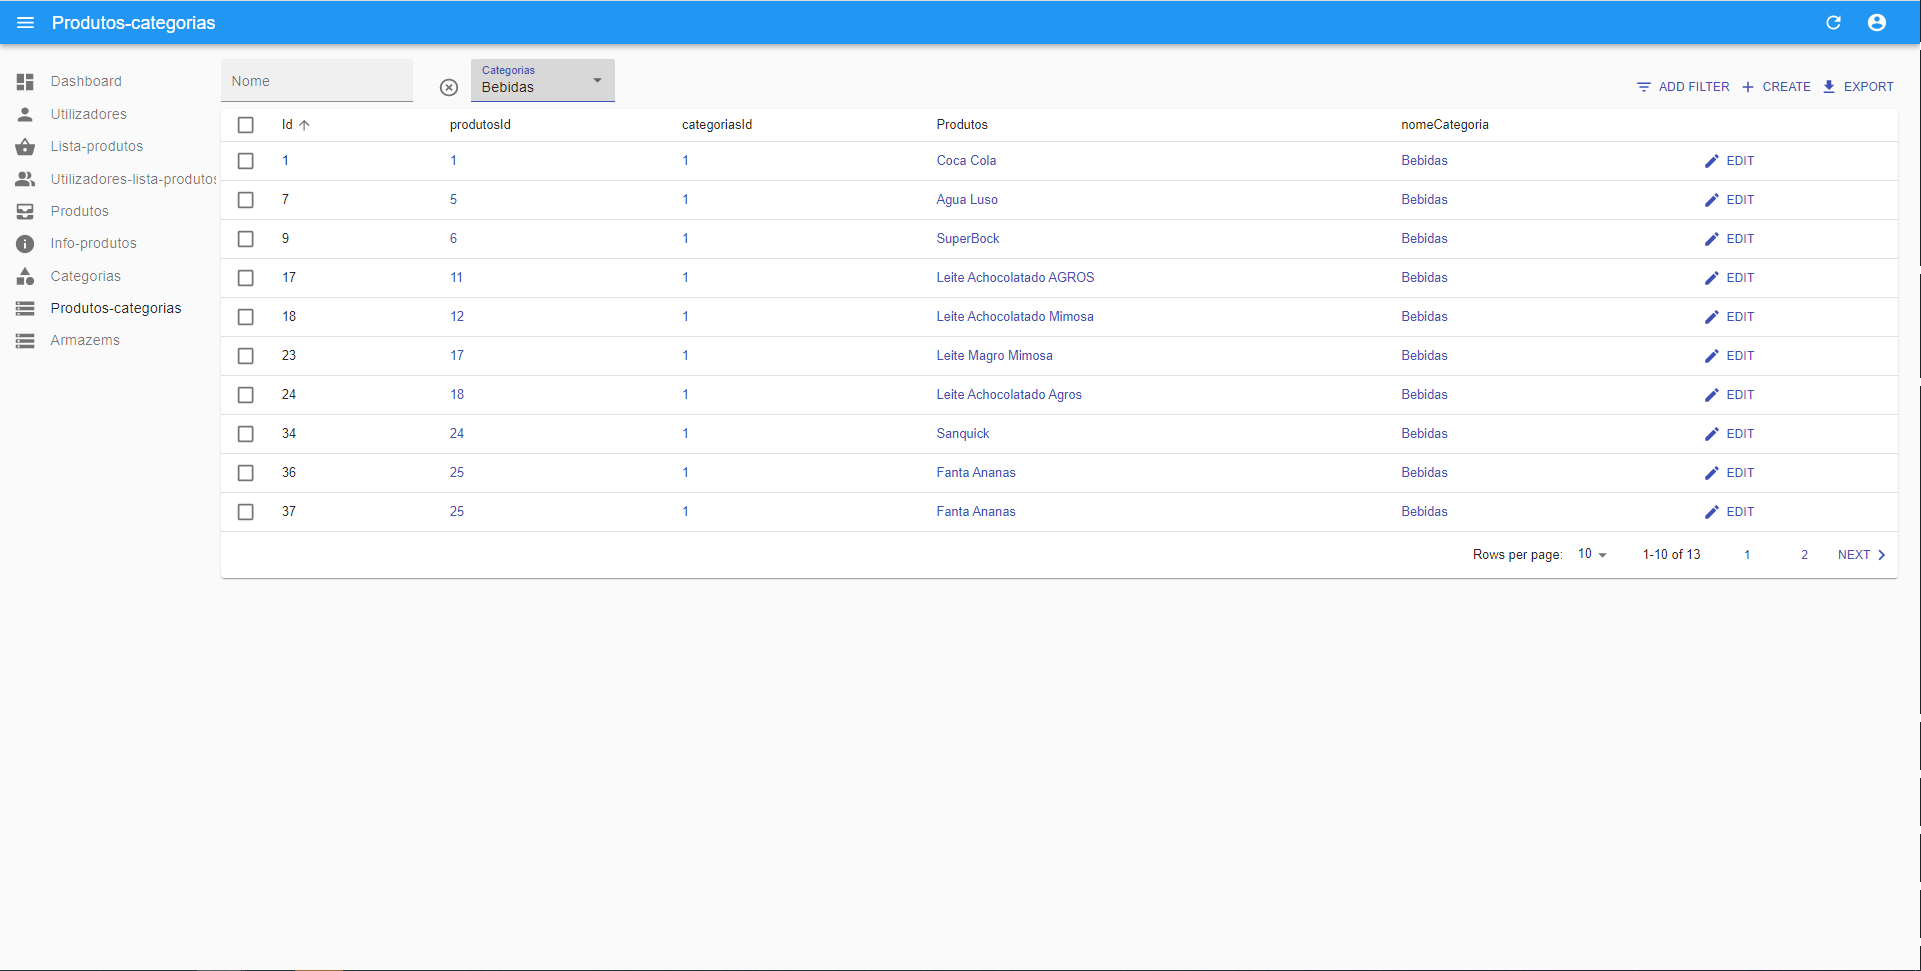 Produtos-categorias
Dashboard
Utilizadores
Lista-produtos
Utilizadores-lista-produtos
Produtos
Info-produtos
Categorias
Produtos-categorias
Armazems
Nome
Categorias
Bebidas
ADD FILTER CREATE EXPORT
Id produtosId categoriasId Produtos nomeCategoria
1 1 1 Coca Cola Bebidas EDIT
7 5 1 Agua Luso Bebidas EDIT
9 6 1 SuperBock Bebidas EDIT
17 11 1 Leite Achocolatado AGROS Bebidas EDIT
18 12 1 Leite Achocolatado Mimosa Bebidas EDIT
23 17 1 Leite Magro Mimosa Bebidas EDIT
24 18 1 Leite Achocolatado Agros Bebidas EDIT
34 24 1 Sanquick Bebidas EDIT
36 25 1 Fanta Ananas Bebidas EDIT
37 25 1 Fanta Ananas Bebidas EDIT
Rows per page: 10 1-10 of 13 1 2 NEXT